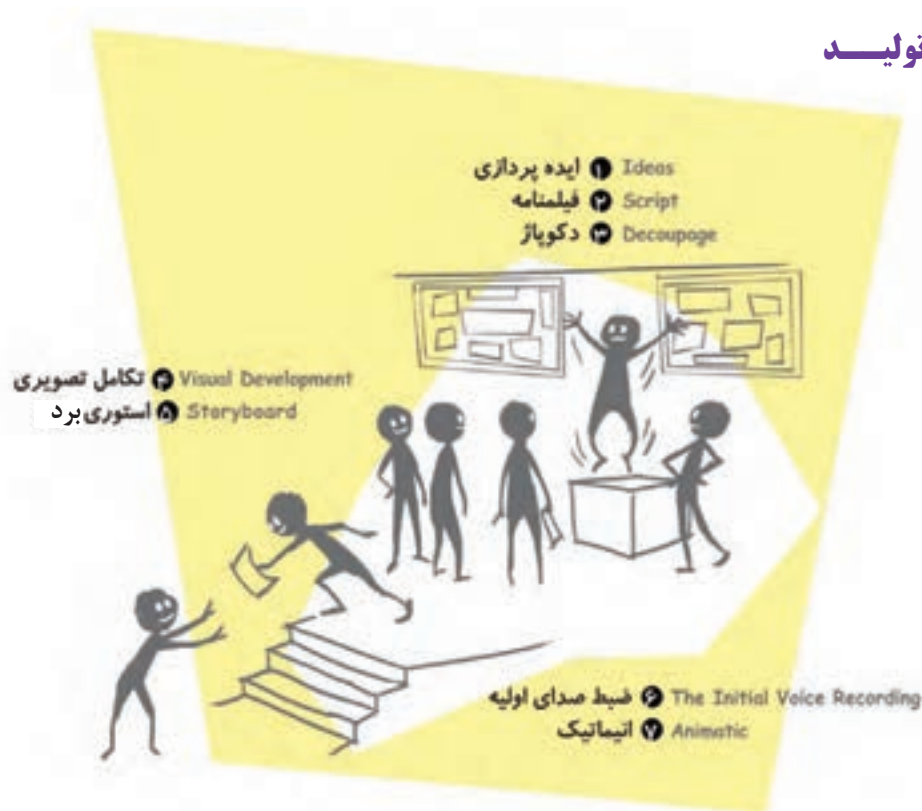 تولیـــد
Ideas ۱ ایده پردازی
Script ۲ فیلمنامه
Decoupage ۳ دکوپاژ
Visual Development ۴ تکامل تصویری
Storyboard ۵ استوری‌برد
The Initial Voice Recording ۶ ضبط صدای اولیه
Animatic ۷ انیماتیک